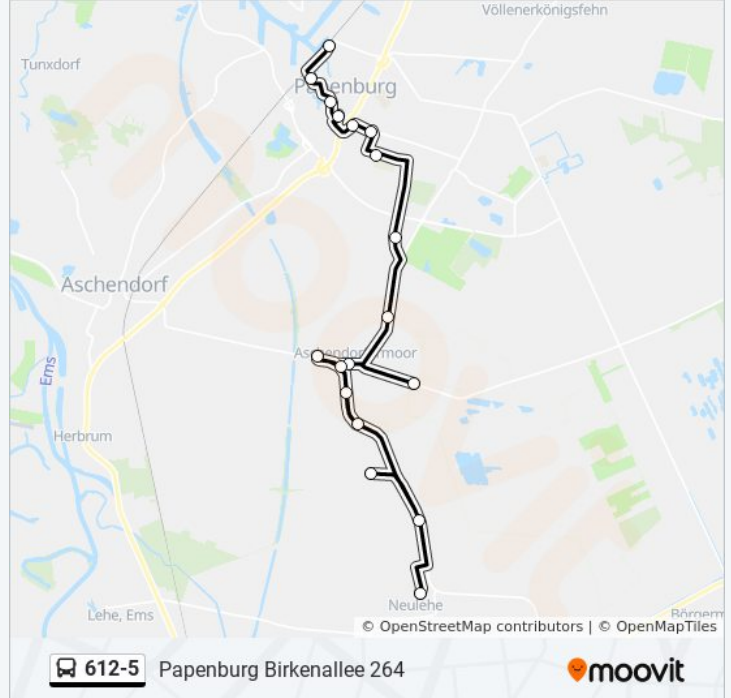 Völlenerkönigsfehn
Tunxdorf
Papenburg
Aschendorf
Aschendorfermoor
Ems
Herbrum
Lehe, Ems
Neulehe
Börgerm
© OpenStreetMap contributors | © OpenMapTiles
612-5 Papenburg Birkenallee 264 moovit